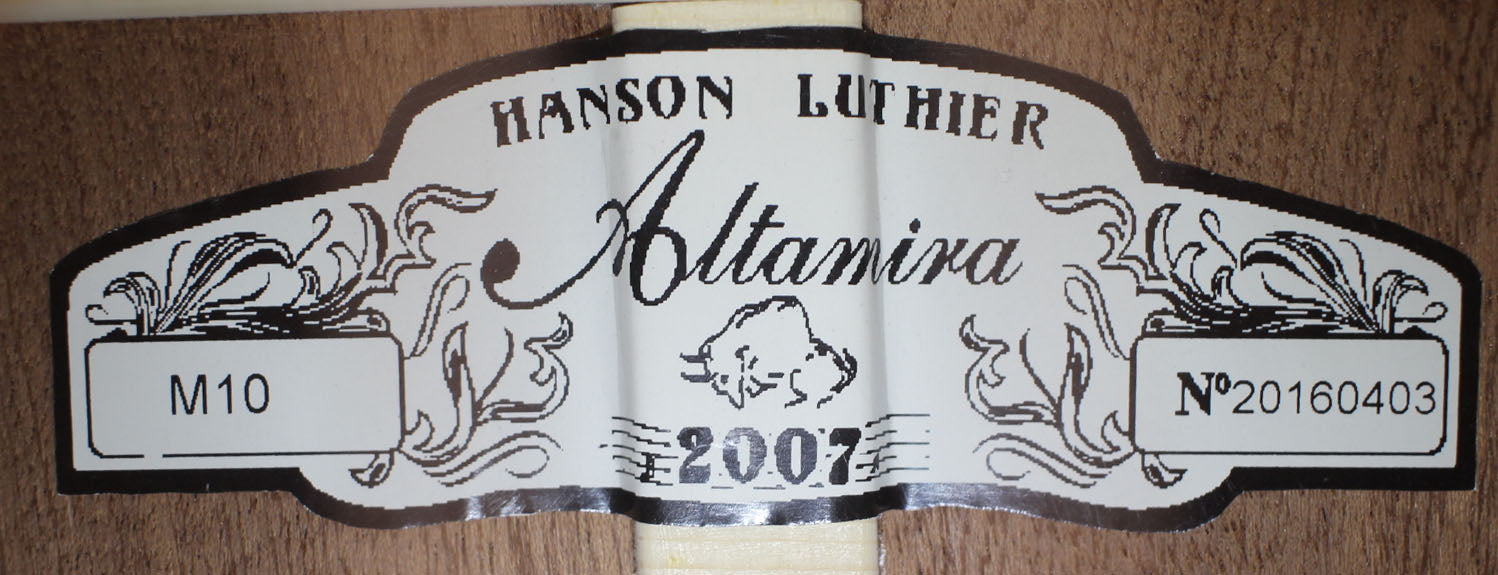 HANSON LUTHIER
Altamira
M10
Nº20160403
2007